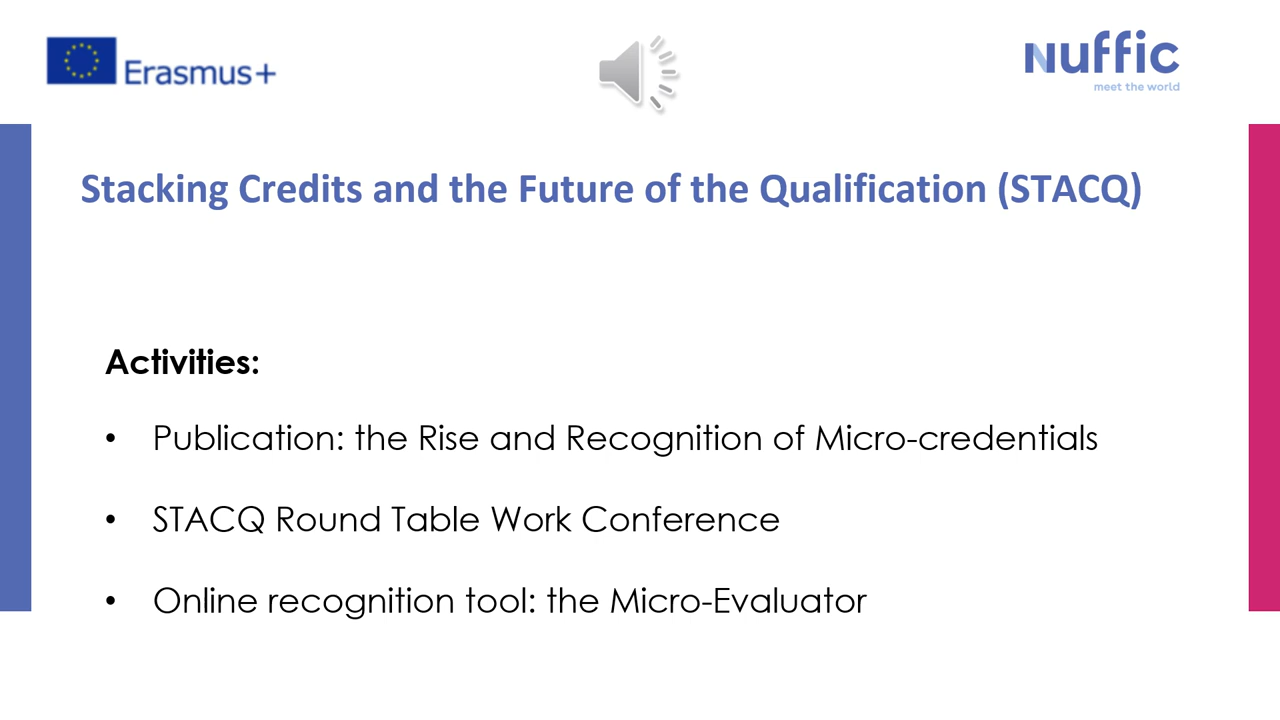 Erasmus+
nuffic
meet the world
Stacking Credits and the Future of the Qualification (STACQ)
Activities:
• Publication: the Rise and Recognition of Micro-credentials
• STACQ Round Table Work Conference
• Online recognition tool: the Micro-Evaluator